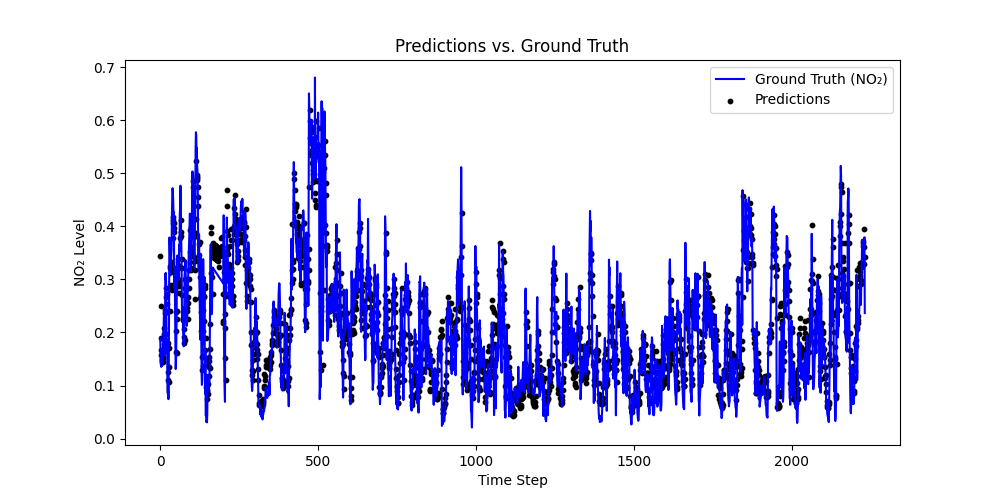 Predictions vs. Ground Truth
Ground Truth (NO₂)
Predictions
NO₂ Level
0.7
0.6
0.5
0.4
0.3
0.2
0.1
0.0
0
500
1000
1500
2000
Time Step